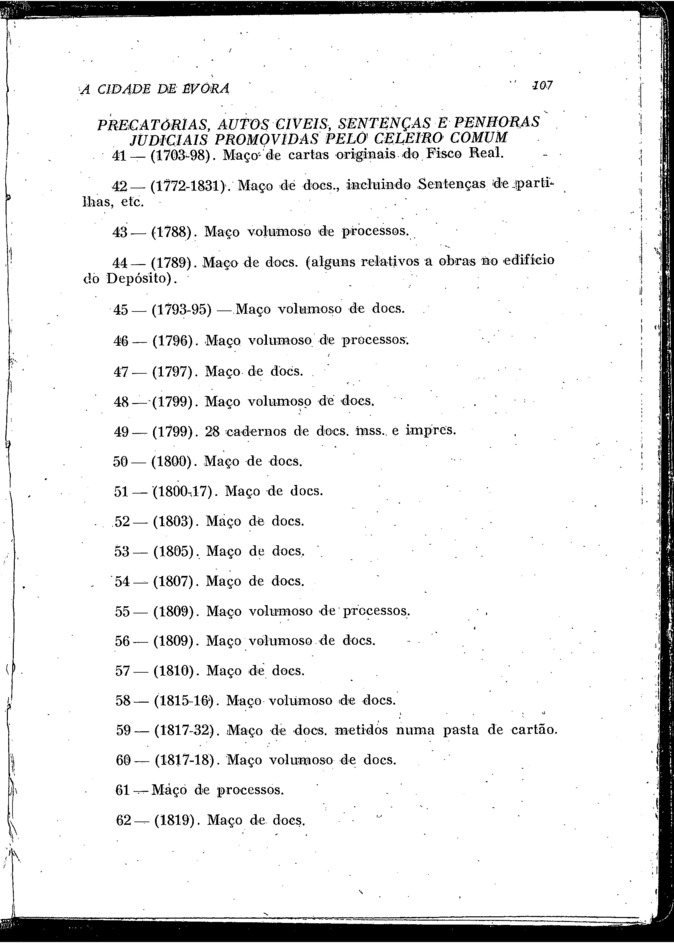 A CIDADE DE ÉVORA 107
PRECATÓRIAS, AUTOS CIVEIS, SENTENÇAS E PENHORAS
JUDICIAIS PROMOVIDAS PELO CELEIRO COMUM
41 — (1703-98). Maço de cartas originais do Fisco Real.
42 — (1772-1831). Maço de docs., incluindo Sentenças de parti-
lhas, etc.
43 — (1788). Maço volumoso de processos.
44 — (1789). Maço de docs. (alguns relativos a obras no edifício
do Depósito).
45 — (1793-95) — Maço volumoso de docs.
46 — (1796). Maço volumoso de processos.
47 — (1797). Maço de docs.
48 — (1799). Maço volumoso de docs.
49 — (1799). 28 cadernos de docs. mss. e impres.
50 — (1800). Maço de docs.
51 — (1800-17). Maço de docs.
52 — (1803). Maço de docs.
53 — (1805). Maço de docs.
54 — (1807). Maço de docs.
55 — (1809). Maço volumoso de processos.
56 — (1809). Maço volumoso de docs.
57 — (1810). Maço de docs.
58 — (1815-16). Maço volumoso de docs.
59 — (1817-32). Maço de docs. metidos numa pasta de cartão.
60 — (1817-18). Maço volumoso de docs.
61 — Maço de processos.
62 — (1819). Maço de docs.